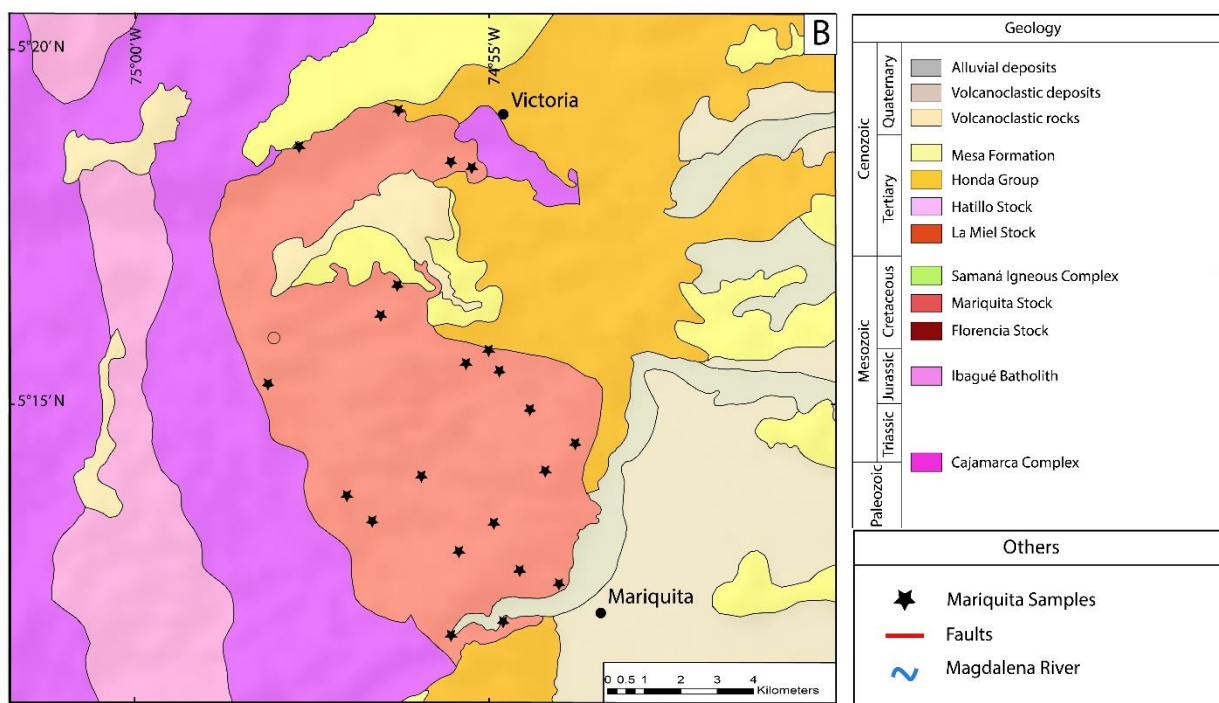 B
5°20´N
75°00´W
74°55´W
Victoria
5°15´N
Mariquita
0 0.5 1 2 3 4
Kilometers
Geology
Cenozoic
Quaternary
Alluvial deposits
Volcanoclastic deposits
Volcanoclastic rocks
Tertiary
Mesa Formation
Honda Group
Hatillo Stock
La Miel Stock
Mesozoic
Cretaceous
Samaná Igneous Complex
Mariquita Stock
Florencia Stock
Jurassic
Ibagué Batholith
Triassic
Cajamarca Complex
Paleozoic
Others
Mariquita Samples
Faults
Magdalena River